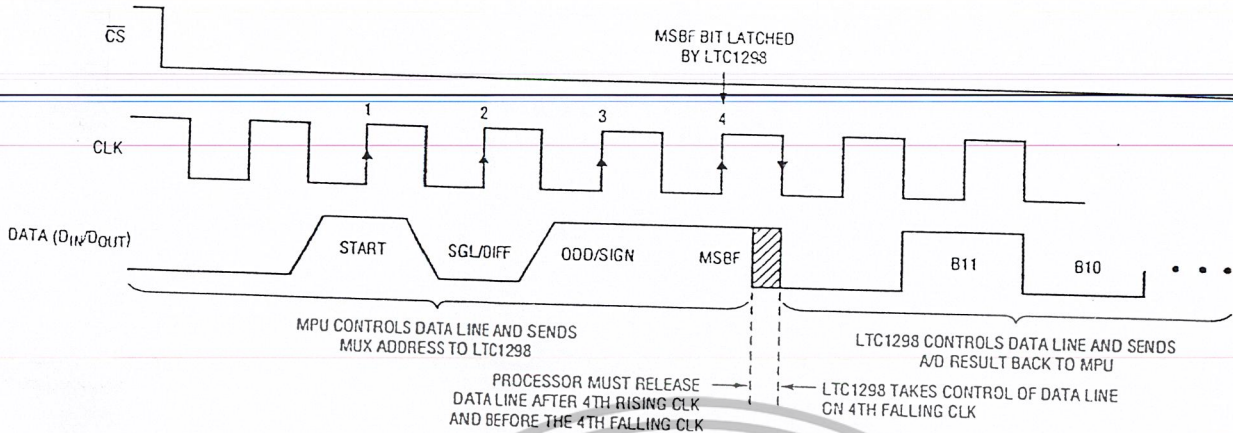 CS
MSBF BIT LATCHED
BY LTC1298
1 2 3 4
CLK
DATA (DIN/DOUT)
START SGL/DIFF ODD/SIGN MSBF B11 B10 • • •
MPU CONTROLS DATA LINE AND SENDS
MUX ADDRESS TO LTC1298
LTC1298 CONTROLS DATA LINE AND SENDS
A/D RESULT BACK TO MPU
PROCESSOR MUST RELEASE
DATA LINE AFTER 4TH RISING CLK
AND BEFORE THE 4TH FALLING CLK
LTC1298 TAKES CONTROL OF DATA LINE
ON 4TH FALLING CLK